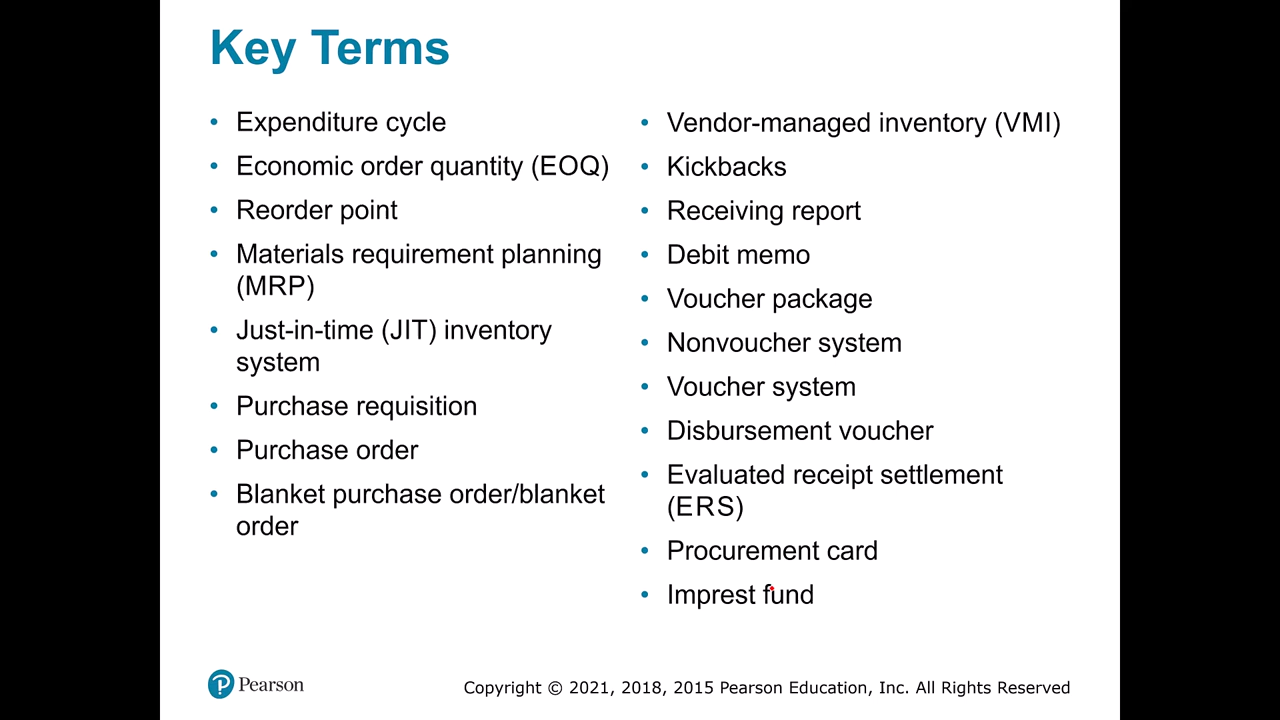 Key Terms
• Expenditure cycle
• Economic order quantity (EOQ)
• Reorder point
• Materials requirement planning
(MRP)
• Just-in-time (JIT) inventory
system
• Purchase requisition
• Purchase order
• Blanket purchase order/blanket
order
• Vendor-managed inventory (VMI)
• Kickbacks
• Receiving report
• Debit memo
• Voucher package
• Nonvoucher system
• Voucher system
• Disbursement voucher
• Evaluated receipt settlement
(ERS)
• Procurement card
• Imprest fund
P Pearson
Copyright © 2021, 2018, 2015 Pearson Education, Inc. All Rights Reserved